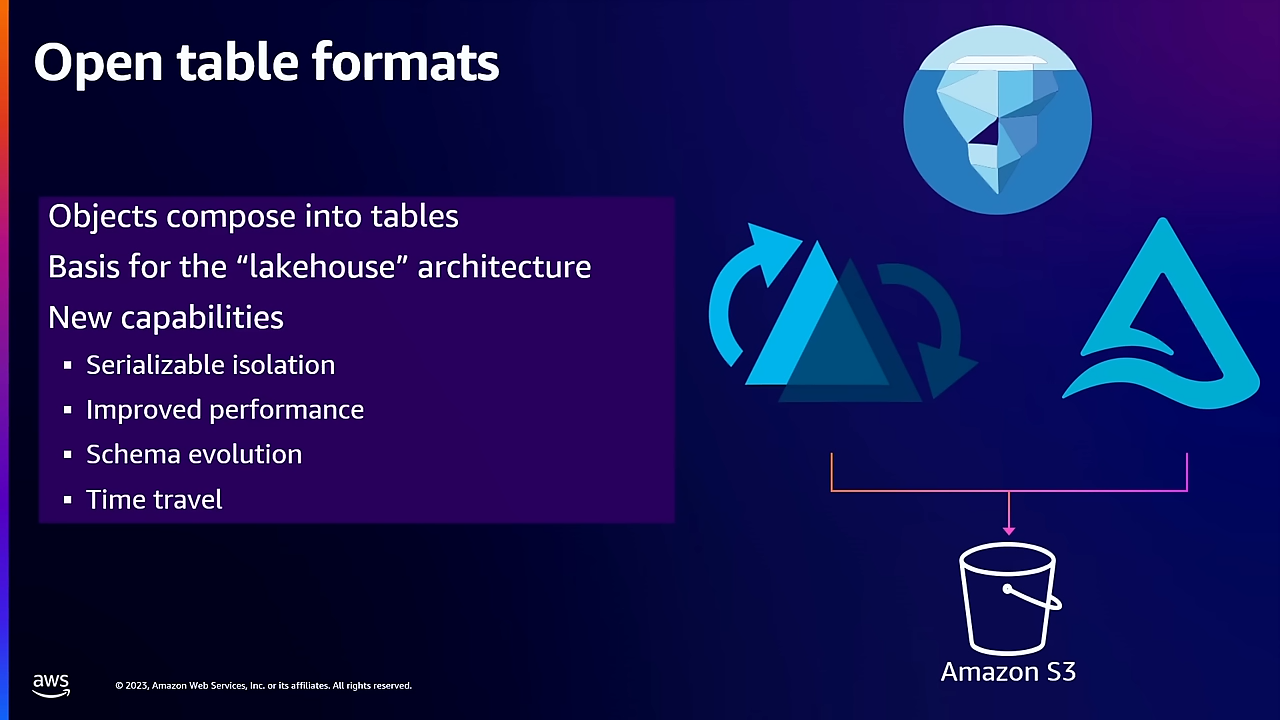 Open table formats
Objects compose into tables
Basis for the “lakehouse” architecture
New capabilities
▪ Serializable isolation
▪ Improved performance
▪ Schema evolution
▪ Time travel
Amazon S3
aws
© 2023, Amazon Web Services, Inc. or its affiliates. All rights reserved.